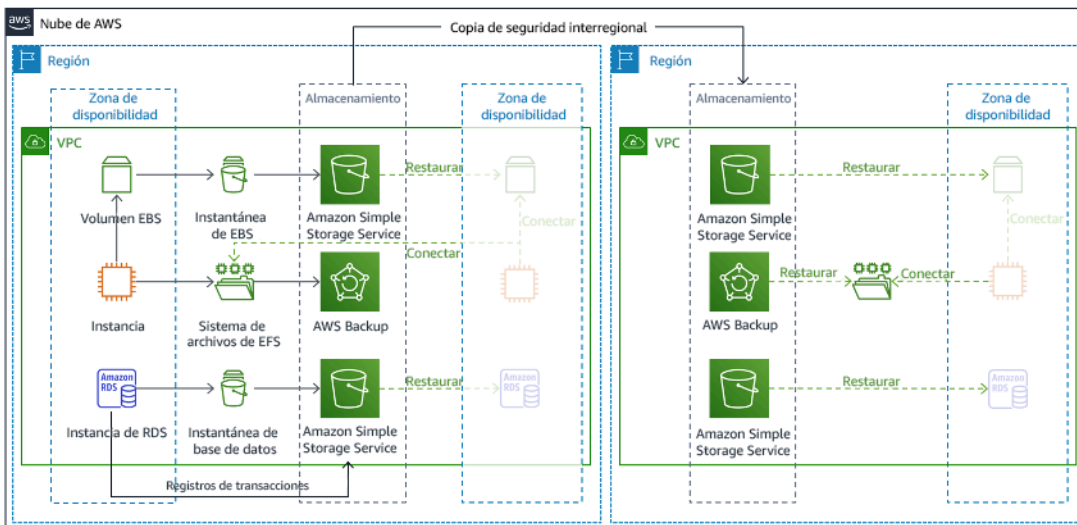 aws
Nube de AWS
Copia de seguridad interregional
Región
Zona de
disponibilidad
Almacenamiento
Zona de
disponibilidad
VPC
Volumen EBS
Instantánea
de EBS
Amazon Simple
Storage Service
Restaurar
Conectar
Conectar
Instancia
Sistema de
archivos de EFS
AWS Backup
Amazon
RDS
Instancia de RDS
Instantánea de
base de datos
Amazon Simple
Storage Service
Restaurar
Amazon
RDS
Registros de transacciones
Región
Almacenamiento
Zona de
disponibilidad
VPC
Amazon Simple
Storage Service
Restaurar
Conectar
AWS Backup
Restaurar
Conectar
Amazon Simple
Storage Service
Restaurar
Amazon
RDS